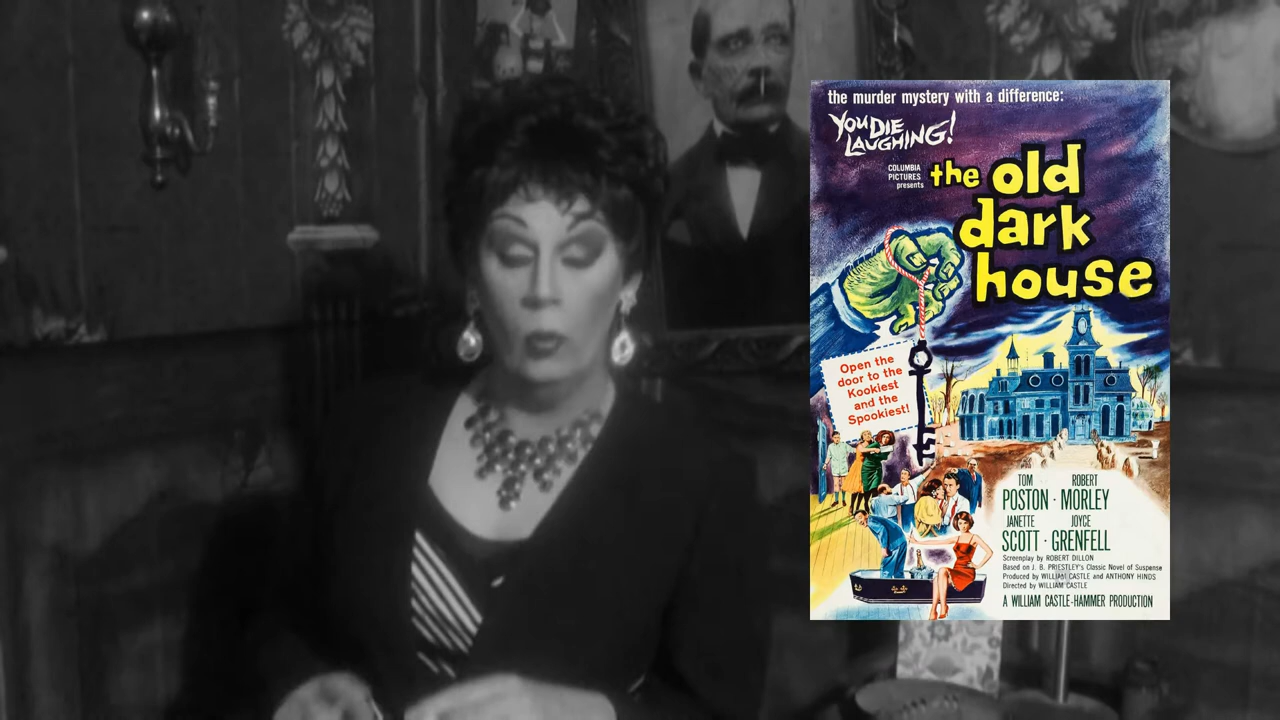 the murder mystery with a difference:
YOU DIE
LAUGHING!
COLUMBIA
PICTURES
presents
the old
dark
house
Open the
door to the
Kookiest
and the
Spookiest!
TOM POSTON · ROBERT MORLEY
JANETTE SCOTT · JOYCE GRENFELL
Screenplay by ROBERT DILLON
Based on J. B. PRIESTLEY's Classic Novel of Suspense
Produced by WILLIAM CASTLE and ANTHONY HINDS
Directed by WILLIAM CASTLE
A WILLIAM CASTLE-HAMMER PRODUCTION